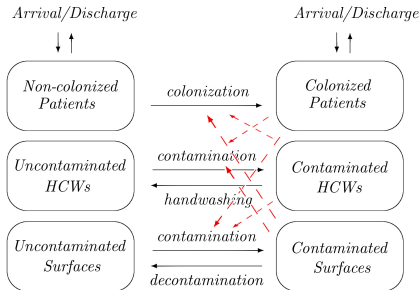 Arrival/Discharge
Arrival/Discharge
Non-colonized
Patients
colonization
Colonized
Patients
Uncontaminated
HCWs
contamination
handwashing
Contaminated
HCWs
Uncontaminated
Surfaces
contamination
decontamination
Contaminated
Surfaces